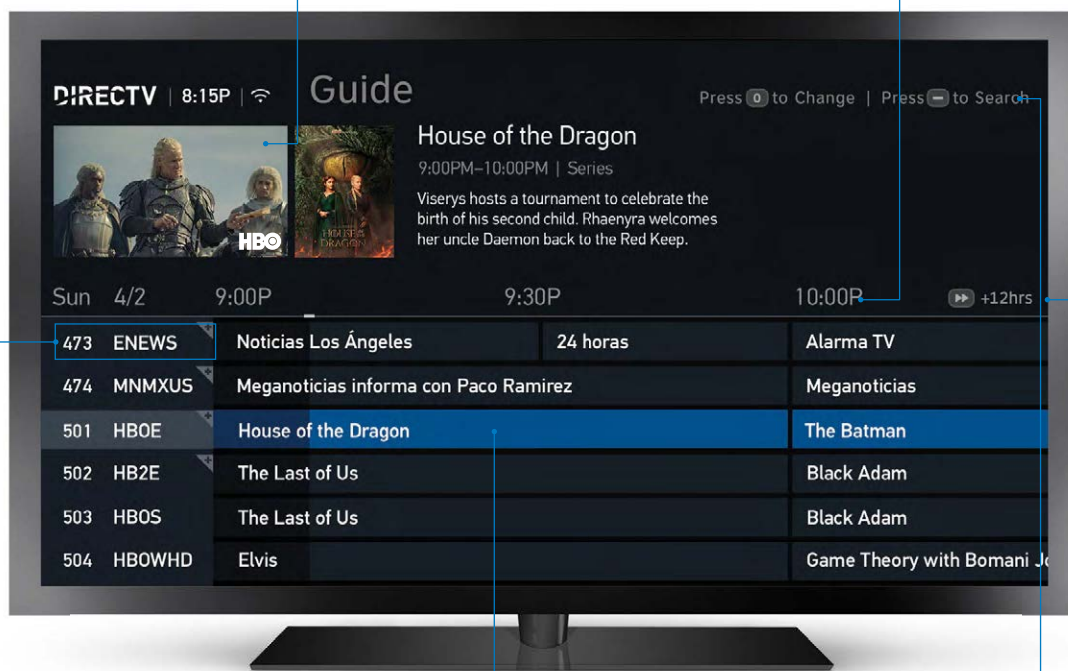 DIRECTV | 8:15P | Guide
Press 0 to Change | Press – to Search
HBO
HOUSE OF THE DRAGON
House of the Dragon
9:00PM–10:00PM | Series
Viserys hosts a tournament to celebrate the
birth of his second child. Rhaenyra welcomes
her uncle Daemon back to the Red Keep.
Sun 4/2 9:00P 9:30P 10:00P +12hrs
473 ENEWS Noticias Los Ángeles 24 horas Alarma TV
474 MNMXUS Meganoticias informa con Paco Ramirez Meganoticias
501 HBOE House of the Dragon The Batman
502 HB2E The Last of Us Black Adam
503 HBOS The Last of Us Black Adam
504 HBOWHD Elvis Game Theory with Bomani Jo